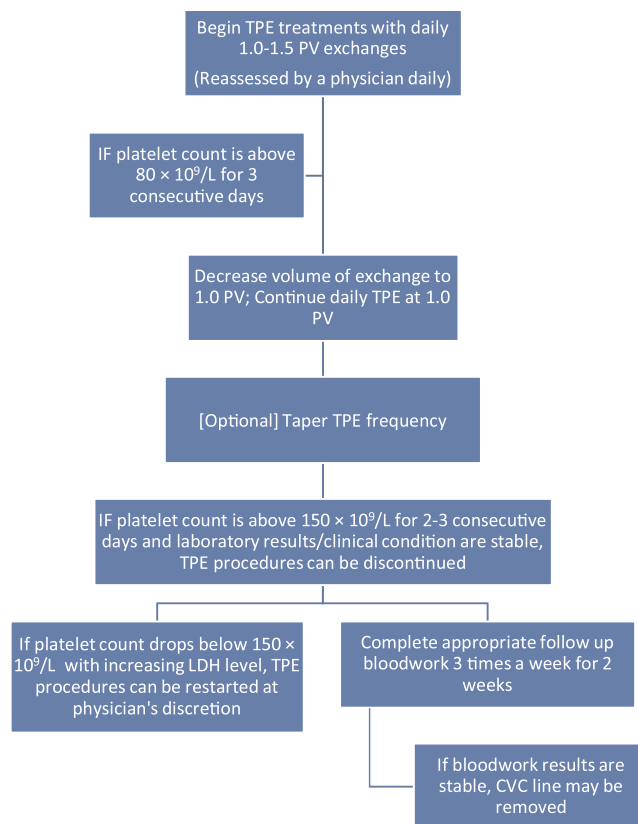 Begin TPE treatments with daily
1.0-1.5 PV exchanges
(Reassessed by a physician daily)
IF platelet count is above
80 × 10⁹/L for 3
consecutive days
Decrease volume of exchange to
1.0 PV; Continue daily TPE at 1.0
PV
[Optional] Taper TPE frequency
IF platelet count is above 150 × 10⁹/L for 2-3 consecutive
days and laboratory results/clinical condition are stable,
TPE procedures can be discontinued
If platelet count drops below 150 ×
10⁹/L with increasing LDH level, TPE
procedures can be restarted at
physician's discretion
Complete appropriate follow up
bloodwork 3 times a week for 2
weeks
If bloodwork results are
stable, CVC line may be
removed